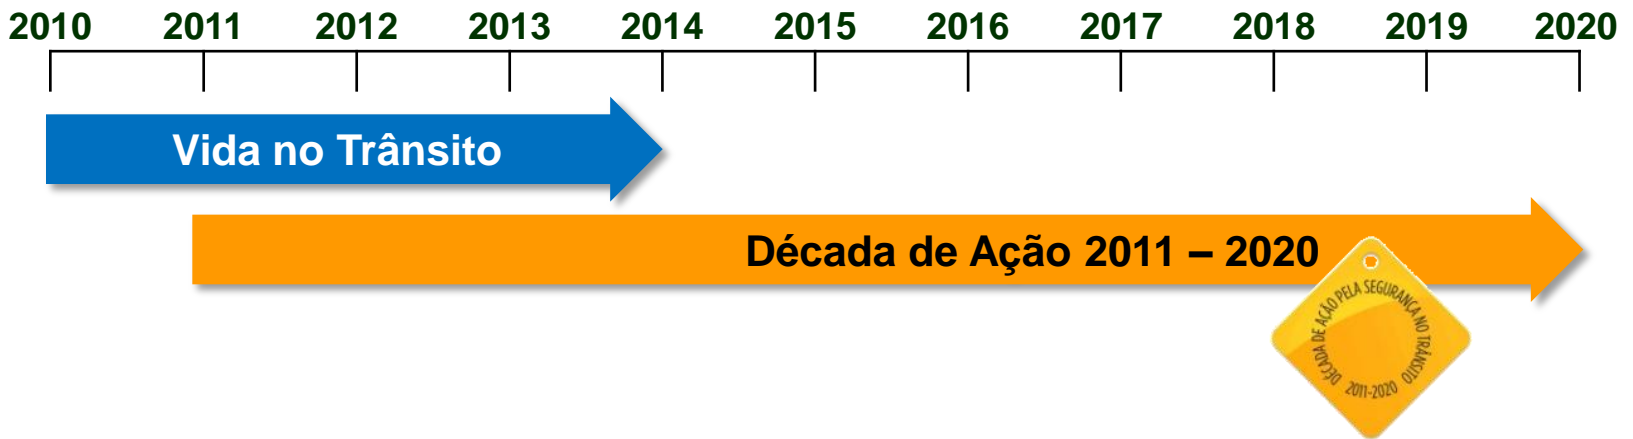 2010 2011 2012 2013 2014 2015 2016 2017 2018 2019 2020
Vida no Trânsito
Década de Ação 2011 – 2020
DÉCADA DE AÇÃO PELA SEGURANÇA NO TRÂNSITO
2011-2020